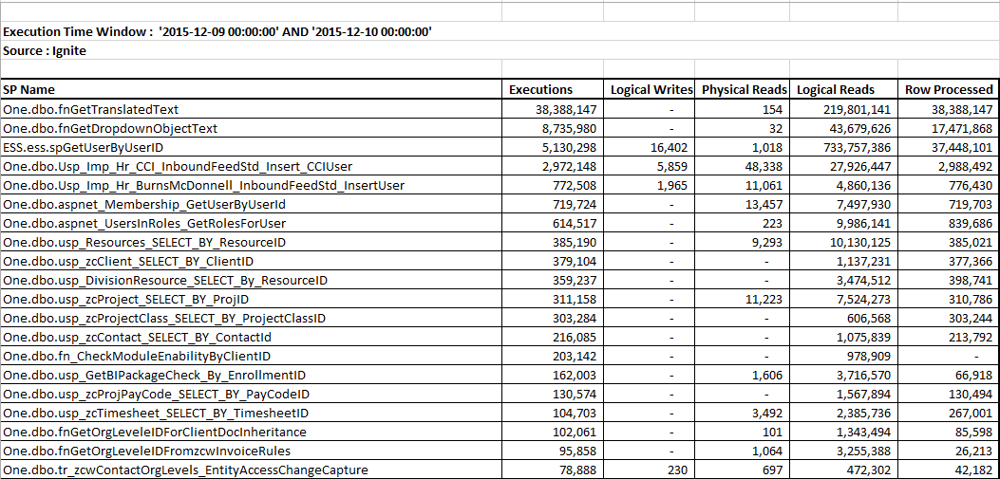 Execution Time Window : '2015-12-09 00:00:00' AND '2015-12-10 00:00:00'
Source : Ignite
SP Name Executions Logical Writes Physical Reads Logical Reads Row Processed
One.dbo.fnGetTranslatedText 38,388,147 - 154 219,801,141 38,388,147
One.dbo.fnGetDropdownObjectText 8,735,980 - 32 43,679,626 17,471,868
ESS.ess.spGetUserByUserID 5,130,298 16,402 1,018 733,757,386 37,448,101
One.dbo.Usp_Imp_Hr_CCI_InboundFeedStd_Insert_CCIUser 2,972,148 5,859 48,338 27,926,447 2,988,492
One.dbo.Usp_Imp_Hr_BurnsMcDonnell_InboundFeedStd_InsertUser 772,508 1,965 11,061 4,860,136 776,430
One.dbo.aspnet_Membership_GetUserByUserId 719,724 - 13,457 7,497,930 719,703
One.dbo.aspnet_UsersInRoles_GetRolesForUser 614,517 - 223 9,986,141 839,686
One.dbo.usp_Resources_SELECT_BY_ResourceID 385,190 - 9,293 10,130,125 385,021
One.dbo.usp_zcClient_SELECT_BY_ClientID 379,104 - - 1,137,231 377,366
One.dbo.usp_DivisionResource_SELECT_By_ResourceID 359,237 - - 3,474,512 398,741
One.dbo.usp_zcProject_SELECT_BY_ProjID 311,158 - 11,223 7,524,273 310,786
One.dbo.usp_zcProjectClass_SELECT_BY_ProjectClassID 303,284 - - 606,568 303,244
One.dbo.usp_zcContact_SELECT_BY_ContactId 216,085 - - 1,075,839 213,792
One.dbo.fn_CheckModuleEnabilityByClientID 203,142 - - 978,909 -
One.dbo.usp_GetBIPackageCheck_By_EnrollmentID 162,003 - 1,606 3,716,570 66,918
One.dbo.usp_zcProjPayCode_SELECT_BY_PayCodeID 130,574 - - 1,567,894 130,494
One.dbo.usp_zcTimesheet_SELECT_BY_TimesheetID 104,703 - 3,492 2,385,736 267,001
One.dbo.fnGetOrgLeveleIDForClientDocInheritance 102,061 - 101 1,343,494 85,598
One.dbo.fnGetOrgLeveleIDFromzcwInvoiceRules 95,858 - 1,064 3,255,388 26,213
One.dbo.tr_zcwContactOrgLevels_EntityAccessChangeCapture 78,888 230 697 472,302 42,182